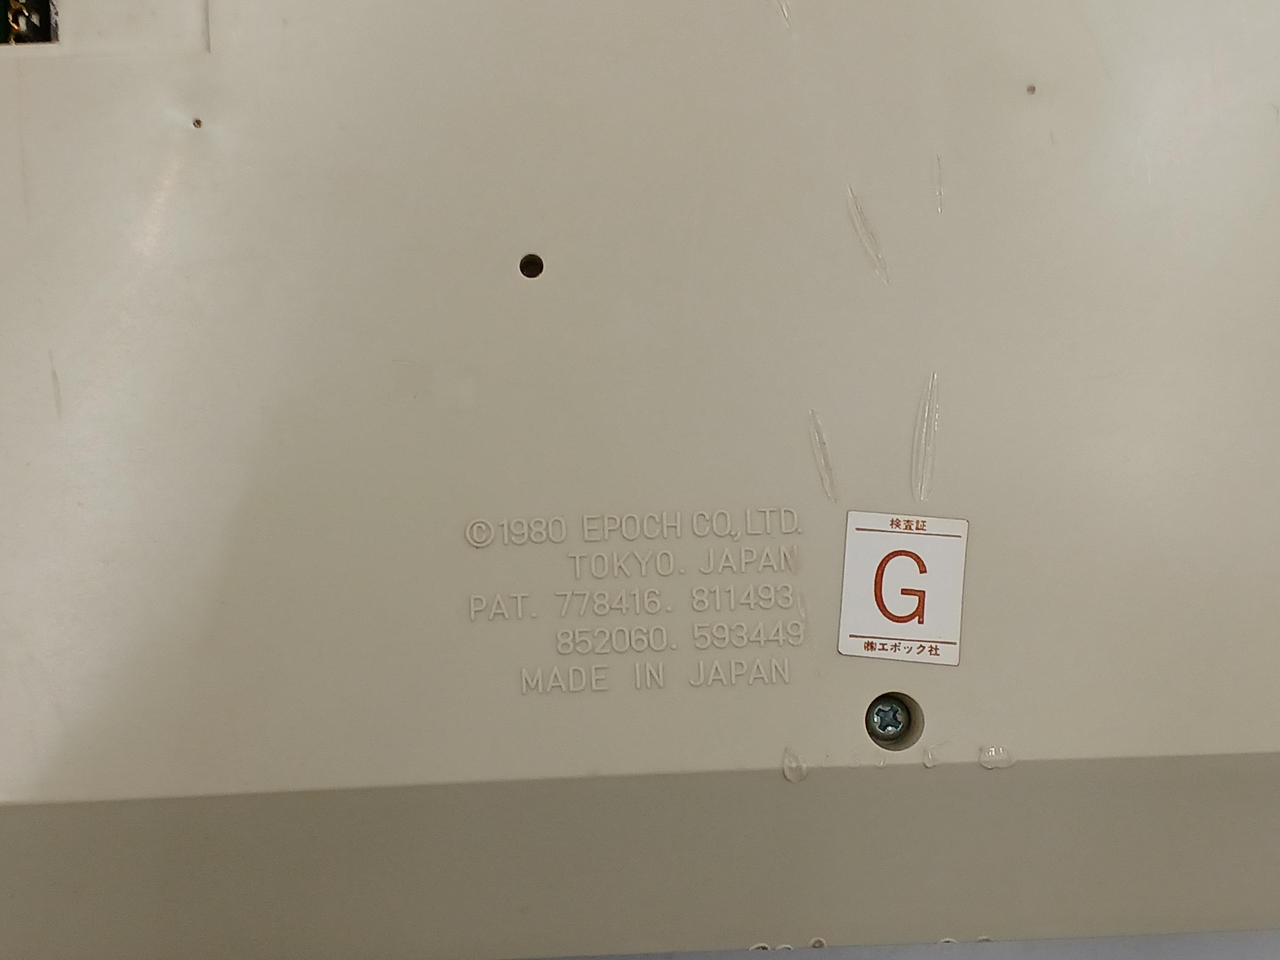 ©1980 EPOCH CO.,LTD.
TOKYO. JAPAN
PAT. 778416. 811493
852060. 593449
MADE IN JAPAN
検査証
G
㈱エポック社